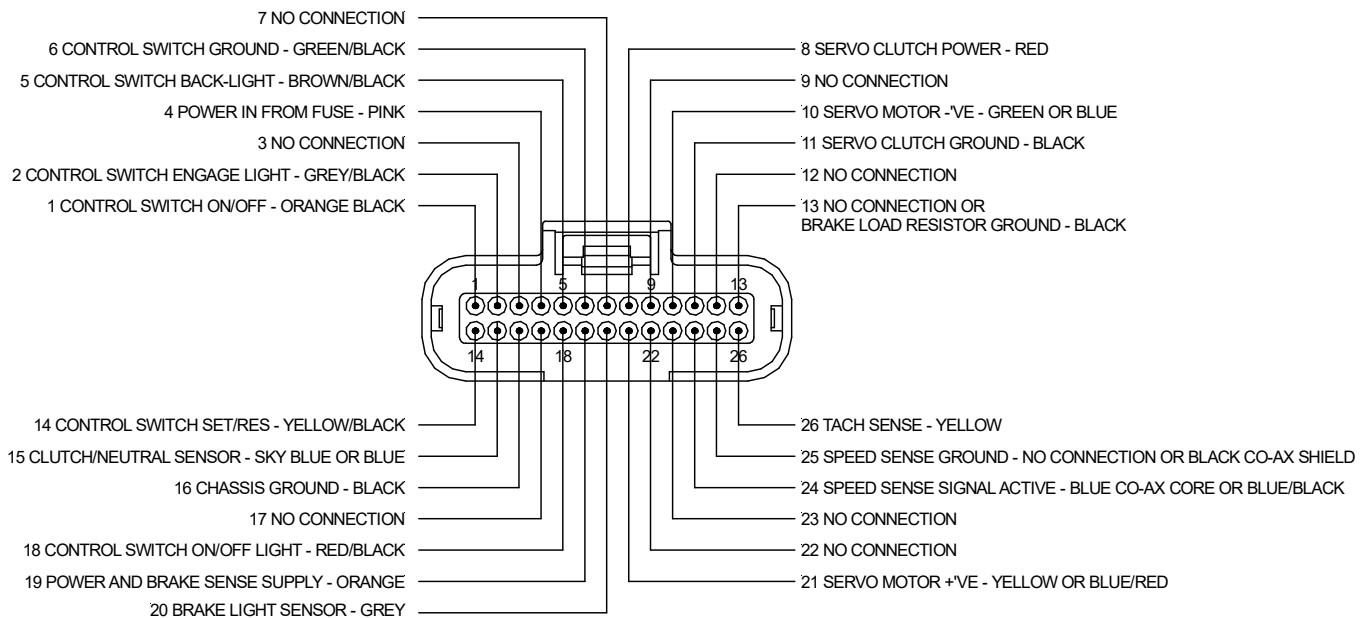 7 NO CONNECTION
6 CONTROL SWITCH GROUND - GREEN/BLACK
5 CONTROL SWITCH BACK-LIGHT - BROWN/BLACK
4 POWER IN FROM FUSE - PINK
3 NO CONNECTION
2 CONTROL SWITCH ENGAGE LIGHT - GREY/BLACK
1 CONTROL SWITCH ON/OFF - ORANGE BLACK
8 SERVO CLUTCH POWER - RED
9 NO CONNECTION
10 SERVO MOTOR -'VE - GREEN OR BLUE
11 SERVO CLUTCH GROUND - BLACK
12 NO CONNECTION
13 NO CONNECTION OR
BRAKE LOAD RESISTOR GROUND - BLACK
1 5 9 13
14 18 22 26
14 CONTROL SWITCH SET/RES - YELLOW/BLACK
15 CLUTCH/NEUTRAL SENSOR - SKY BLUE OR BLUE
16 CHASSIS GROUND - BLACK
17 NO CONNECTION
18 CONTROL SWITCH ON/OFF LIGHT - RED/BLACK
19 POWER AND BRAKE SENSE SUPPLY - ORANGE
20 BRAKE LIGHT SENSOR - GREY
26 TACH SENSE - YELLOW
25 SPEED SENSE GROUND - NO CONNECTION OR BLACK CO-AX SHIELD
24 SPEED SENSE SIGNAL ACTIVE - BLUE CO-AX CORE OR BLUE/BLACK
23 NO CONNECTION
22 NO CONNECTION
21 SERVO MOTOR +'VE - YELLOW OR BLUE/RED